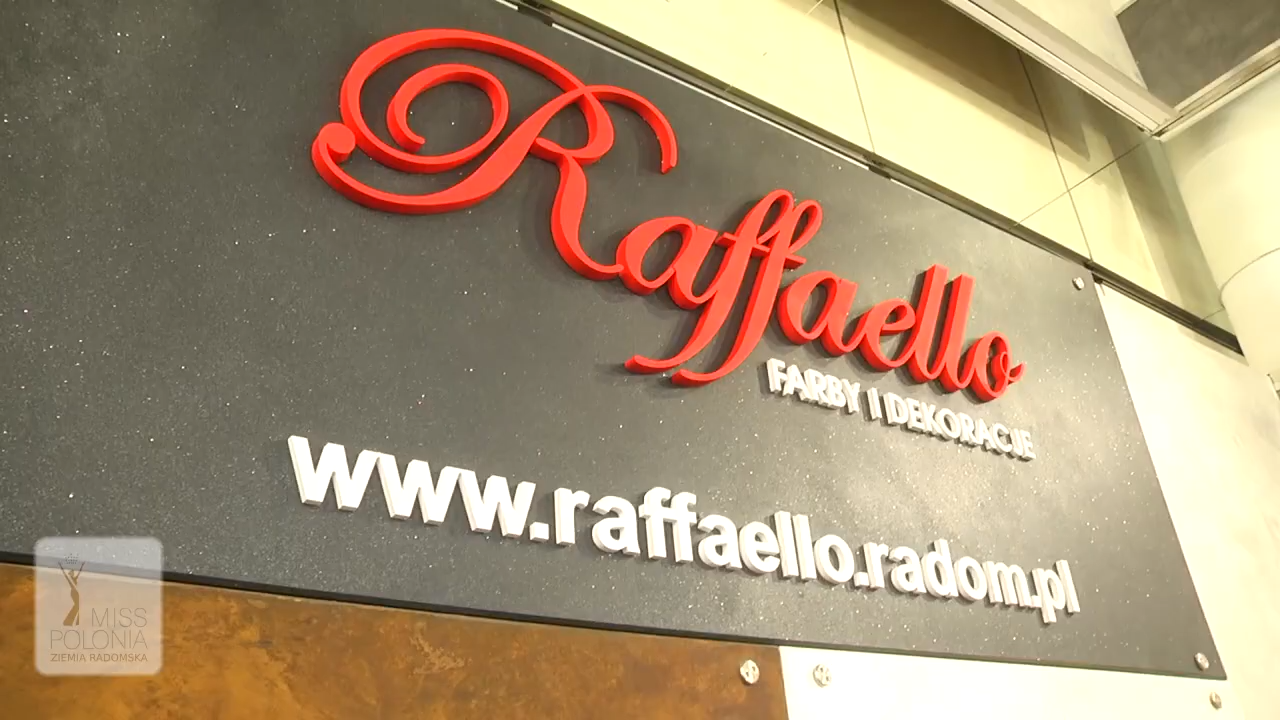 Raffaello
FARBY I DEKORACJE
www.raffaello.radom.pl
MISS
POLONIA
ZIEMIA RADOMSKA